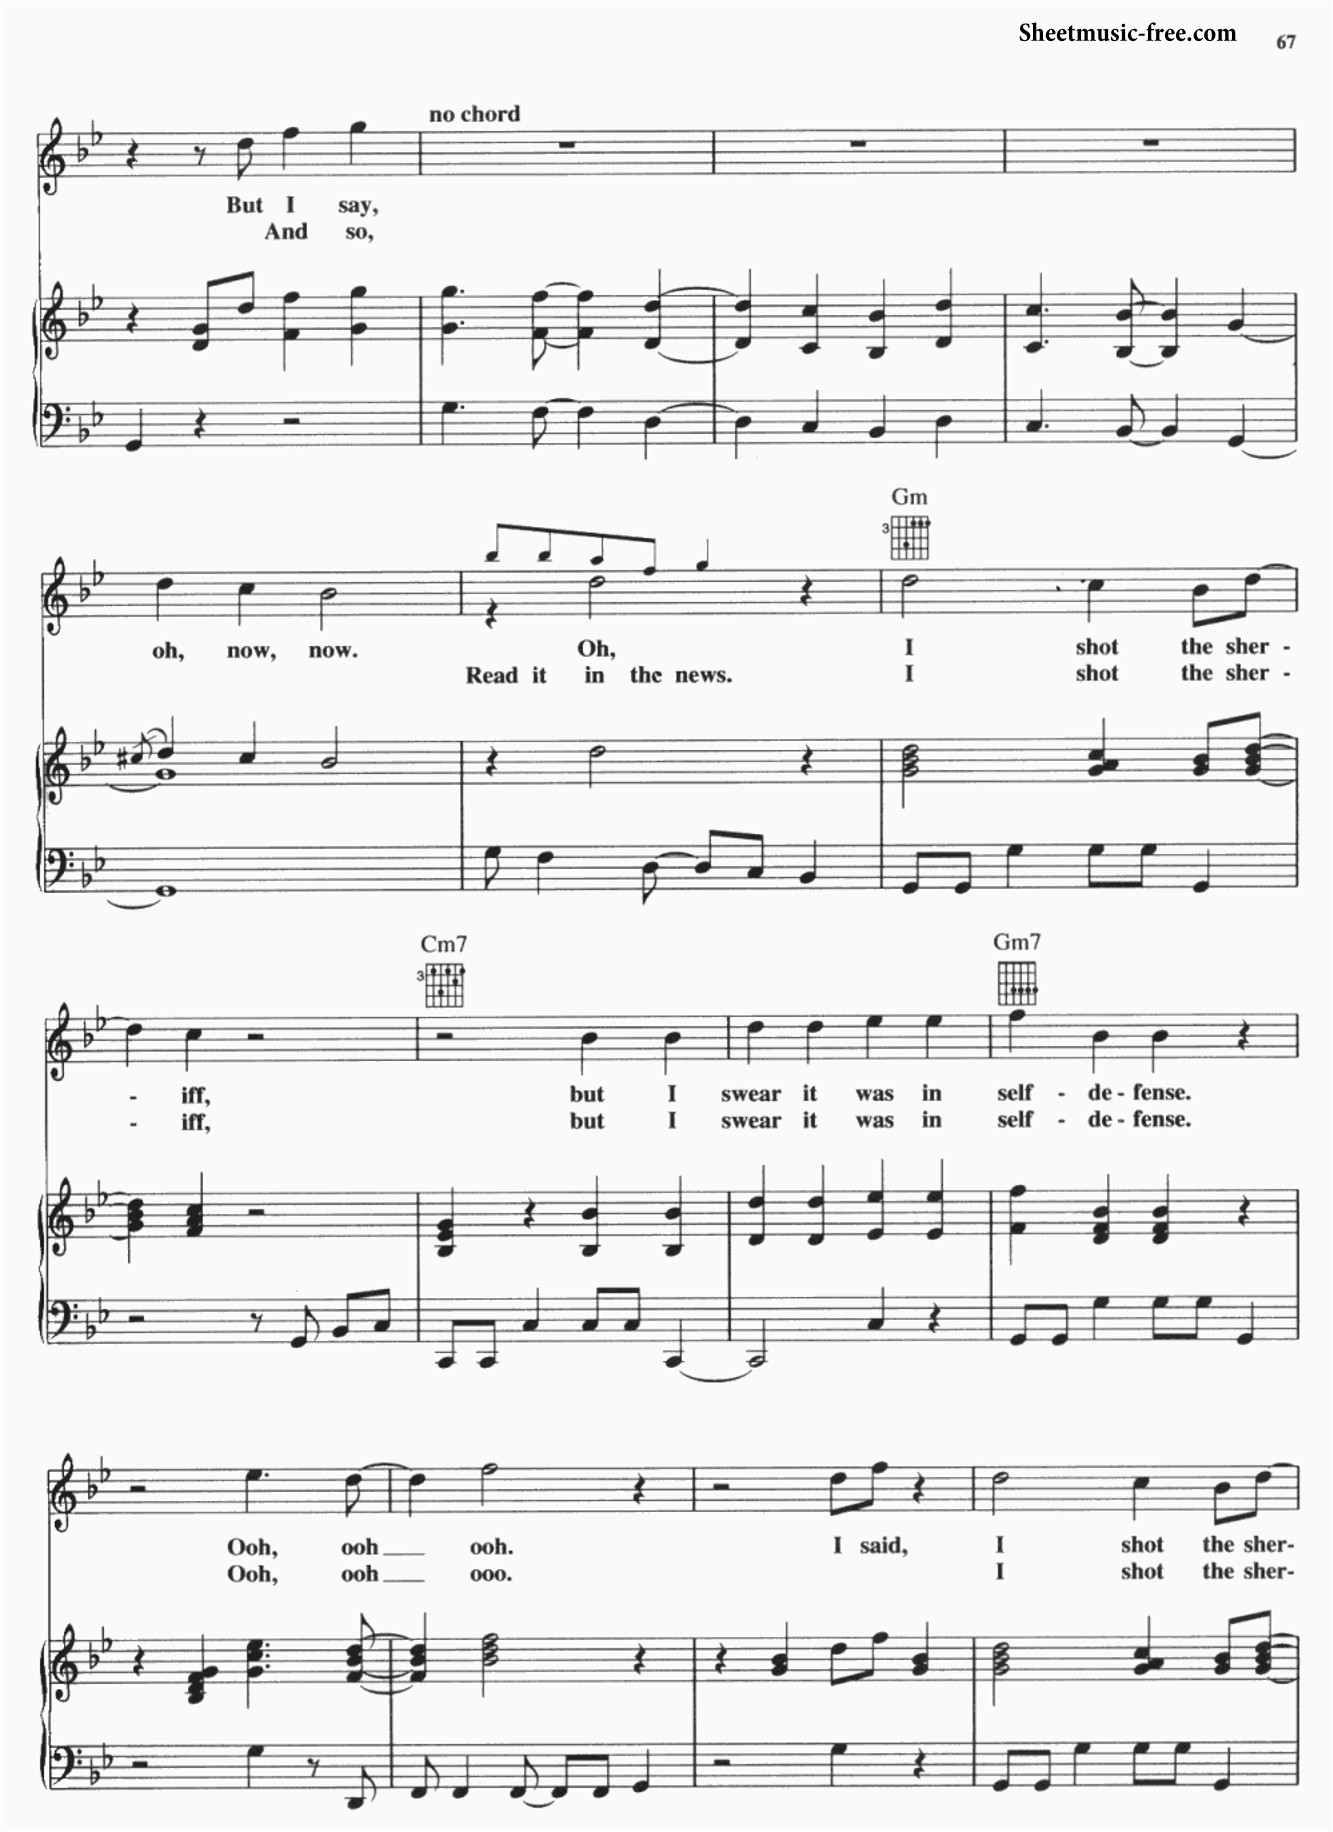 Sheetmusic-free.com
67
no chord
But I say,
And so,
Gm
3
oh, now, now. Oh, I shot the sher -
Read it in the news. I shot the sher -
Cm7 Gm7
3
- iff, but I swear it was in self - de - fense.
- iff, but I swear it was in self - de - fense.
Ooh, ooh ooh. I said, I shot the sher-
Ooh, ooh ooo. I shot the sher-